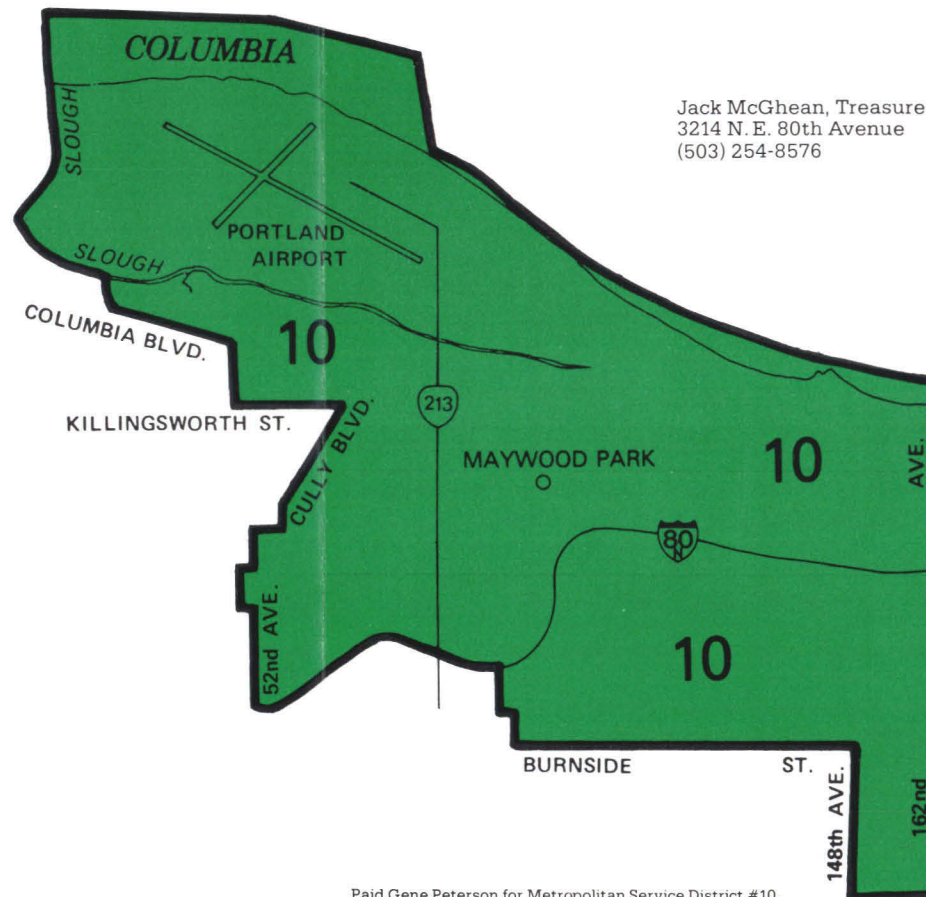 COLUMBIA
Jack McGhean, Treasure
3214 N.E. 80th Avenue
(503) 254-8576
SLOUGH
PORTLAND
AIRPORT
SLOUGH
COLUMBIA BLVD.
10
213
KILLINGSWORTH ST.
CULLY BLVD.
MAYWOOD PARK
10
AVE.
80
N
52nd AVE.
10
BURNSIDE ST.
148th AVE.
162nd
Paid Gene Peterson for Metropolitan Service District #10